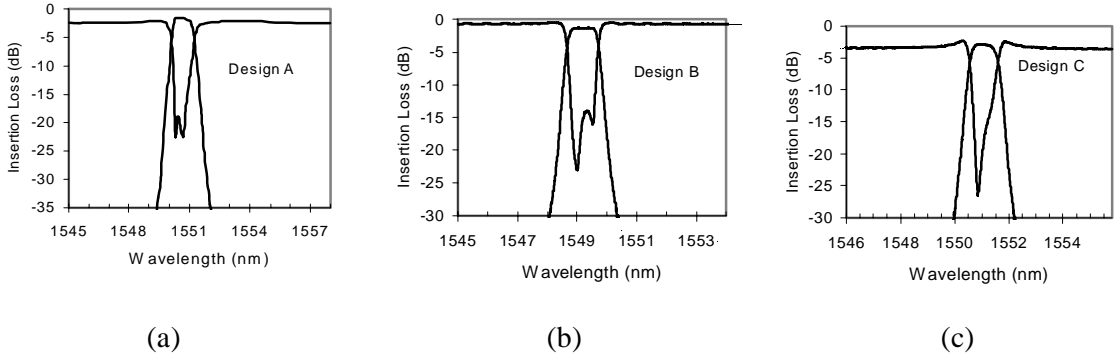 0
-5
-10
-15
-20
-25
-30
-35
Insertion Loss (dB)
Design A
1545 1548 1551 1554 1557
Wavelength (nm)
(a)
0
-5
-10
-15
-20
-25
-30
Insertion Loss (dB)
Design B
1545 1547 1549 1551 1553
Wavelength (nm)
(b)
0
-5
-10
-15
-20
-25
-30
Insertion Loss (dB)
Design C
1546 1548 1550 1552 1554
Wavelength (nm)
(c)